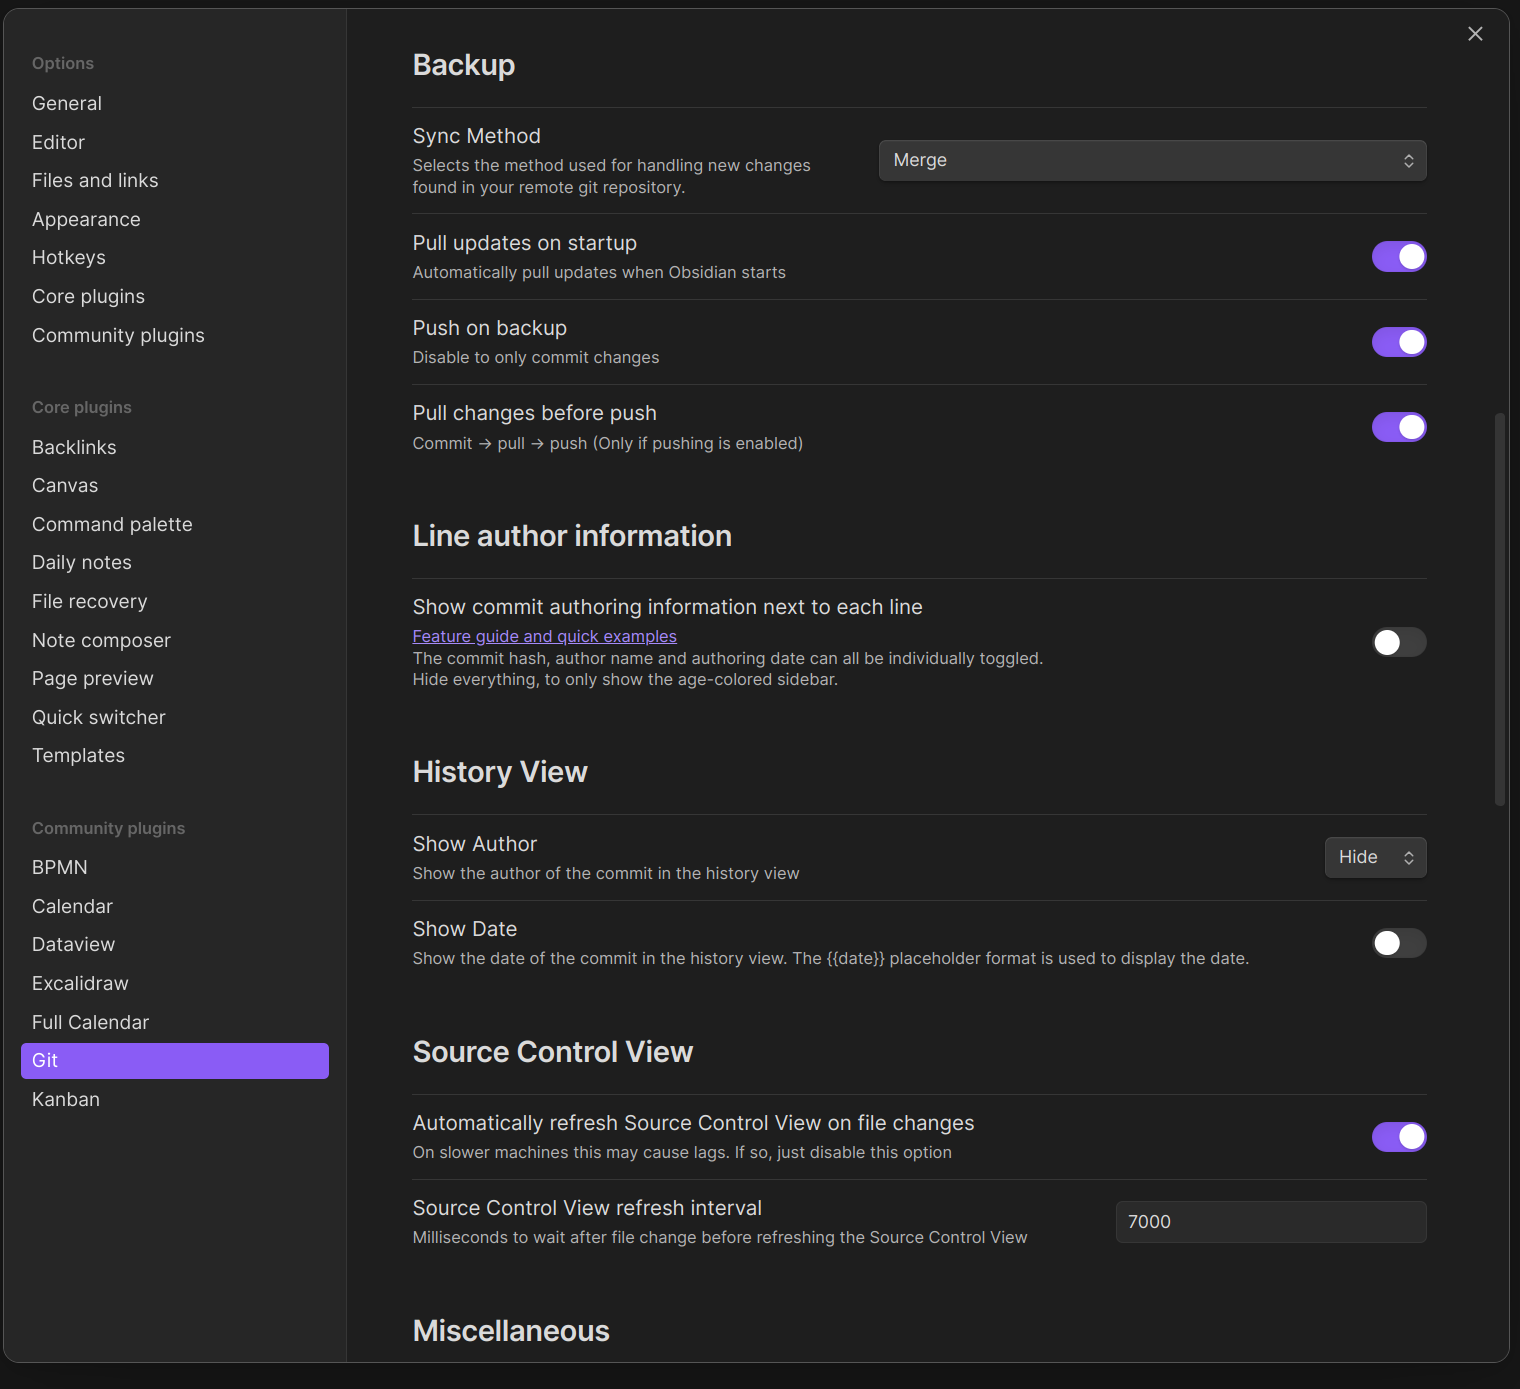 Options
General
Editor
Files and links
Appearance
Hotkeys
Core plugins
Community plugins
Core plugins
Backlinks
Canvas
Command palette
Daily notes
File recovery
Note composer
Page preview
Quick switcher
Templates
Community plugins
BPMN
Calendar
Dataview
Excalidraw
Full Calendar
Git
Kanban
Backup
Sync Method
Selects the method used for handling new changes
found in your remote git repository.
Merge
Pull updates on startup
Automatically pull updates when Obsidian starts
Push on backup
Disable to only commit changes
Pull changes before push
Commit → pull → push (Only if pushing is enabled)
Line author information
Show commit authoring information next to each line
Feature guide and quick examples
The commit hash, author name and authoring date can all be individually toggled.
Hide everything, to only show the age-colored sidebar.
History View
Show Author
Show the author of the commit in the history view
Hide
Show Date
Show the date of the commit in the history view. The {{date}} placeholder format is used to display the date.
Source Control View
Automatically refresh Source Control View on file changes
On slower machines this may cause lags. If so, just disable this option
Source Control View refresh interval
Milliseconds to wait after file change before refreshing the Source Control View
7000
Miscellaneous